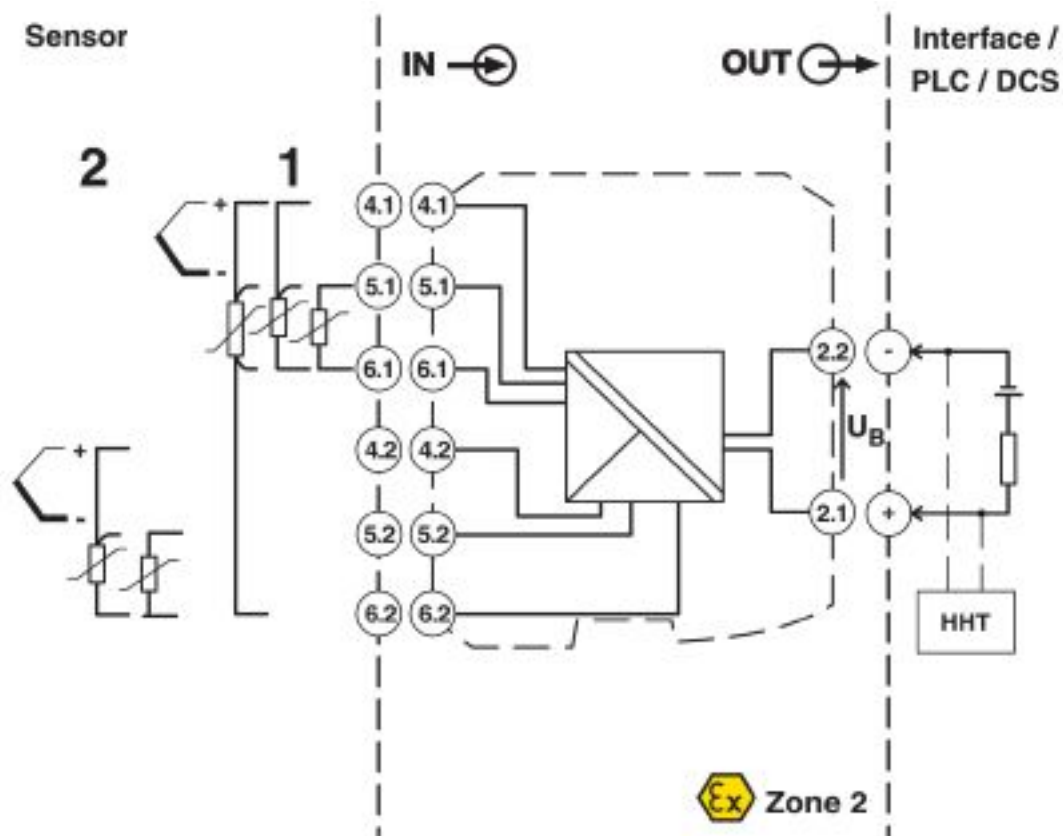 Sensor
IN
OUT
Interface /
PLC / DCS
2
1
+
-
4.1
4.1
5.1
5.1
6.1
6.1
2.2
-
U_B
+
-
4.2
4.2
5.2
5.2
2.1
+
6.2
6.2
HHT
Ex Zone 2